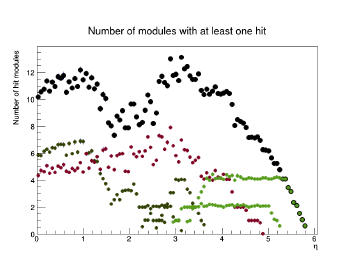 Number of modules with at least one hit
Number of hit modules
12
10
8
6
4
2
0
0 1 2 3 4 5 6
η